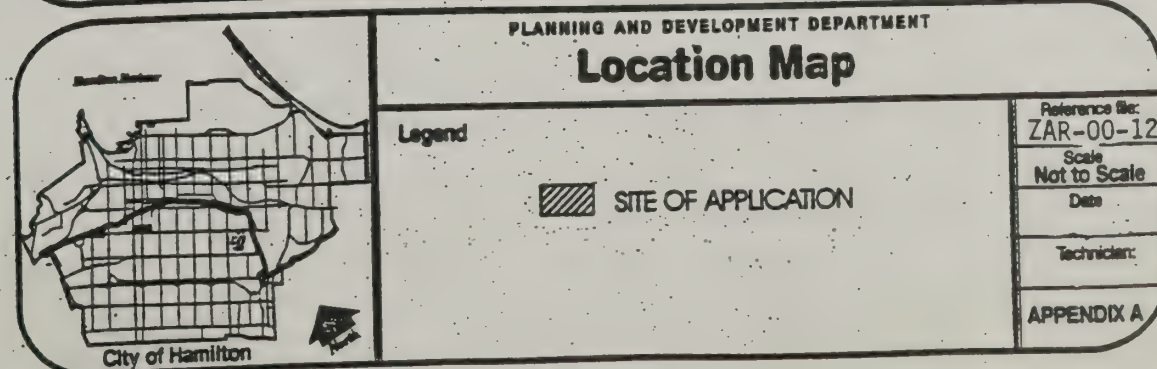 PLANNING AND DEVELOPMENT DEPARTMENT
Location Map
Legend
SITE OF APPLICATION
Reference file:
ZAR-00-12
Scale
Not to Scale
Date
Technician:
APPENDIX A
City of Hamilton